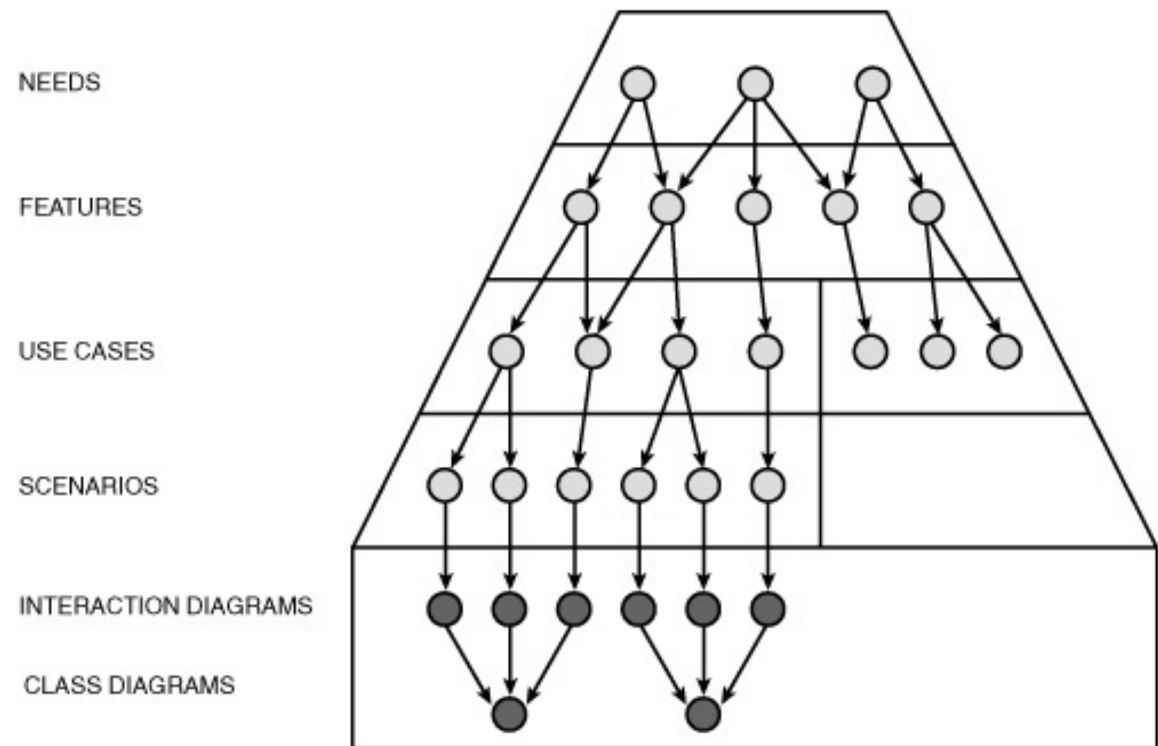 NEEDS
FEATURES
USE CASES
SCENARIOS
INTERACTION DIAGRAMS
CLASS DIAGRAMS